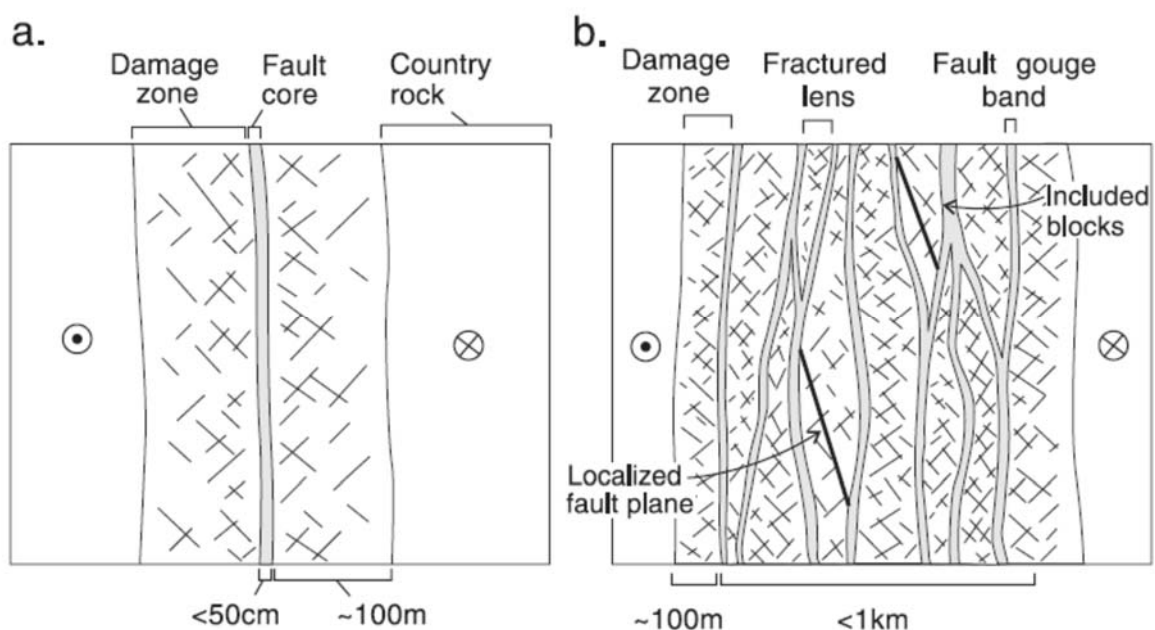 a.
Damage
zone
Fault
core
Country
rock
<50cm
~100m
b.
Damage
zone
Fractured
lens
Fault gouge
band
Included
blocks
Localized
fault plane
~100m
<1km